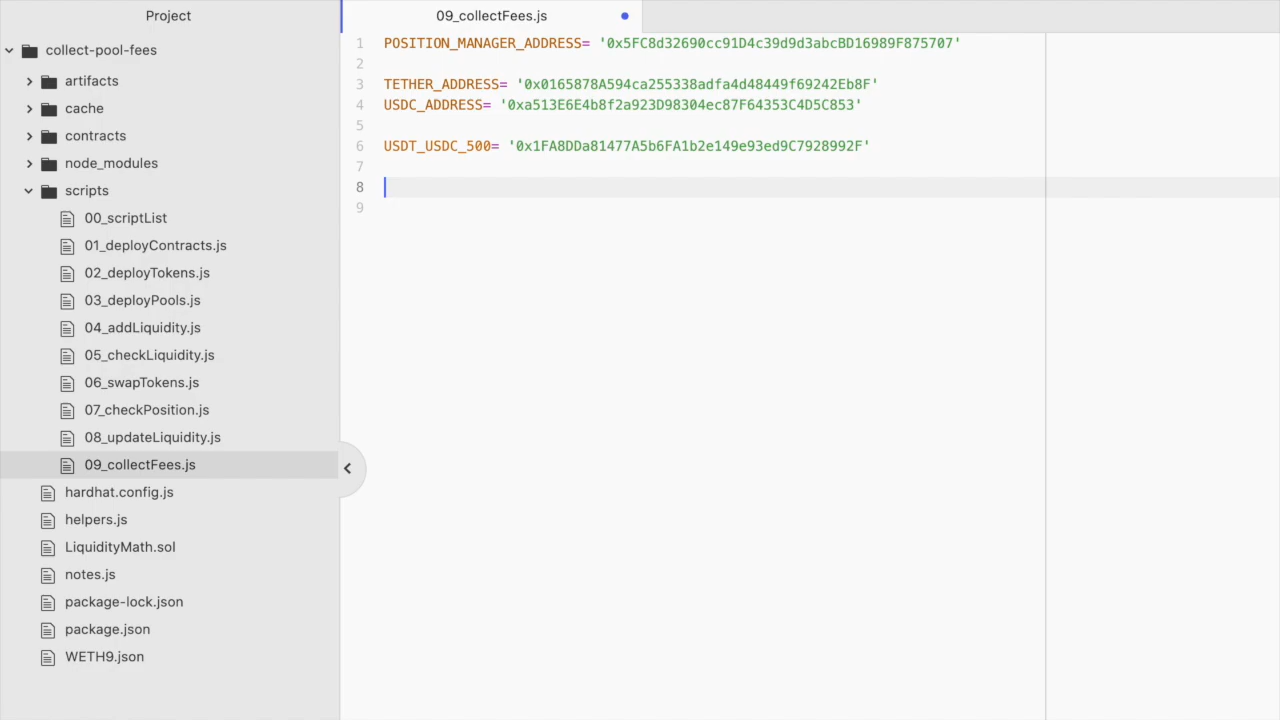 Project
09_collectFees.js
collect-pool-fees
artifacts
cache
contracts
node_modules
scripts
00_scriptList
01_deployContracts.js
02_deployTokens.js
03_deployPools.js
04_addLiquidity.js
05_checkLiquidity.js
06_swapTokens.js
07_checkPosition.js
08_updateLiquidity.js
09_collectFees.js
hardhat.config.js
helpers.js
LiquidityMath.sol
notes.js
package-lock.json
package.json
WETH9.json
1 POSITION_MANAGER_ADDRESS= '0x5FC8d32690cc91D4c39d9d3abcBD16989F875707'
2
3 TETHER_ADDRESS= '0x0165878A594ca255338adfa4d48449f69242Eb8F'
4 USDC_ADDRESS= '0xa513E6E4b8f2a923D98304ec87F64353C4D5C853'
5
6 USDT_USDC_500= '0x1FA8DDa81477A5b6FA1b2e149e93ed9C7928992F'
7
8
9